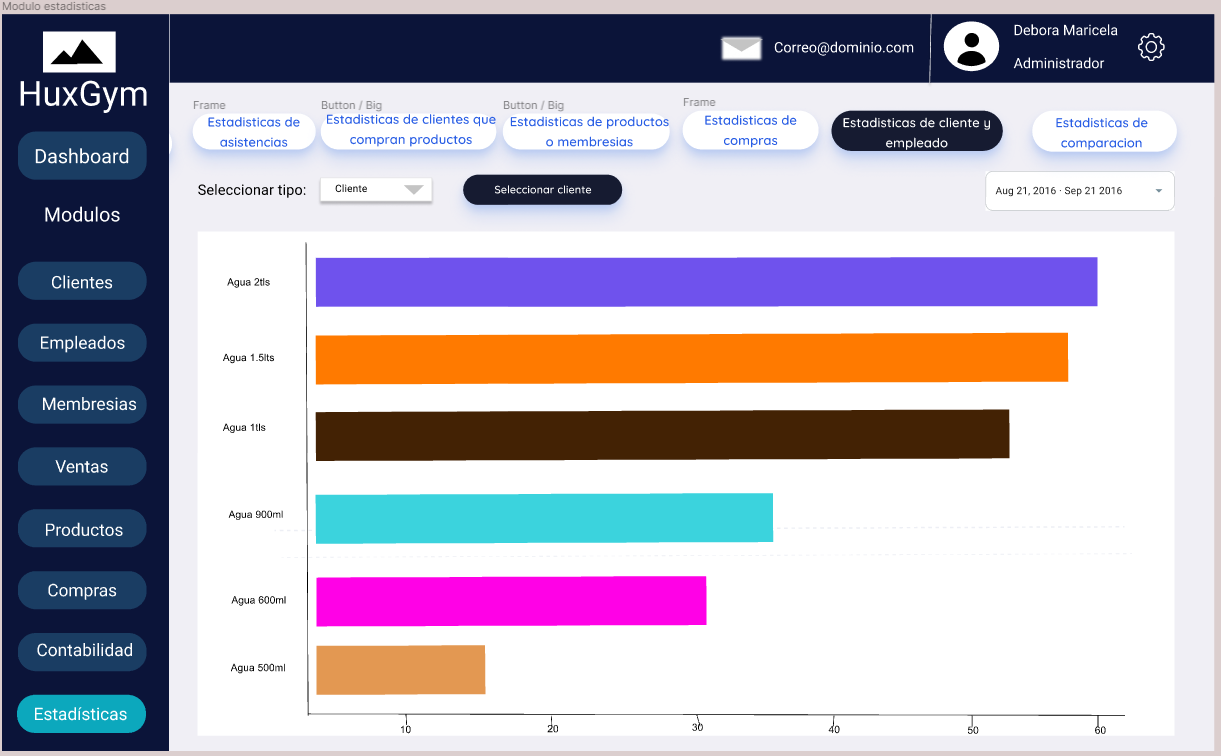 Modulo estadisticas
HuxGym
Dashboard
Modulos
Clientes
Empleados
Membresias
Ventas
Productos
Compras
Contabilidad
Estadísticas
Correo@dominio.com
Debora Maricela
Administrador
Frame
Estadisticas de
asistencias
Button / Big
Estadisticas de clientes que
compran productos
Button / Big
Estadisticas de productos
o membresias
Frame
Estadisticas de
compras
Estadisticas de cliente y
empleado
Estadisticas de
comparacion
Seleccionar tipo:
Cliente
Seleccionar cliente
Aug 21, 2016 · Sep 21 2016
Agua 2tls
Agua 1.5lts
Agua 1tls
Agua 900ml
Agua 600ml
Agua 500ml
10
20
30
40
50
60